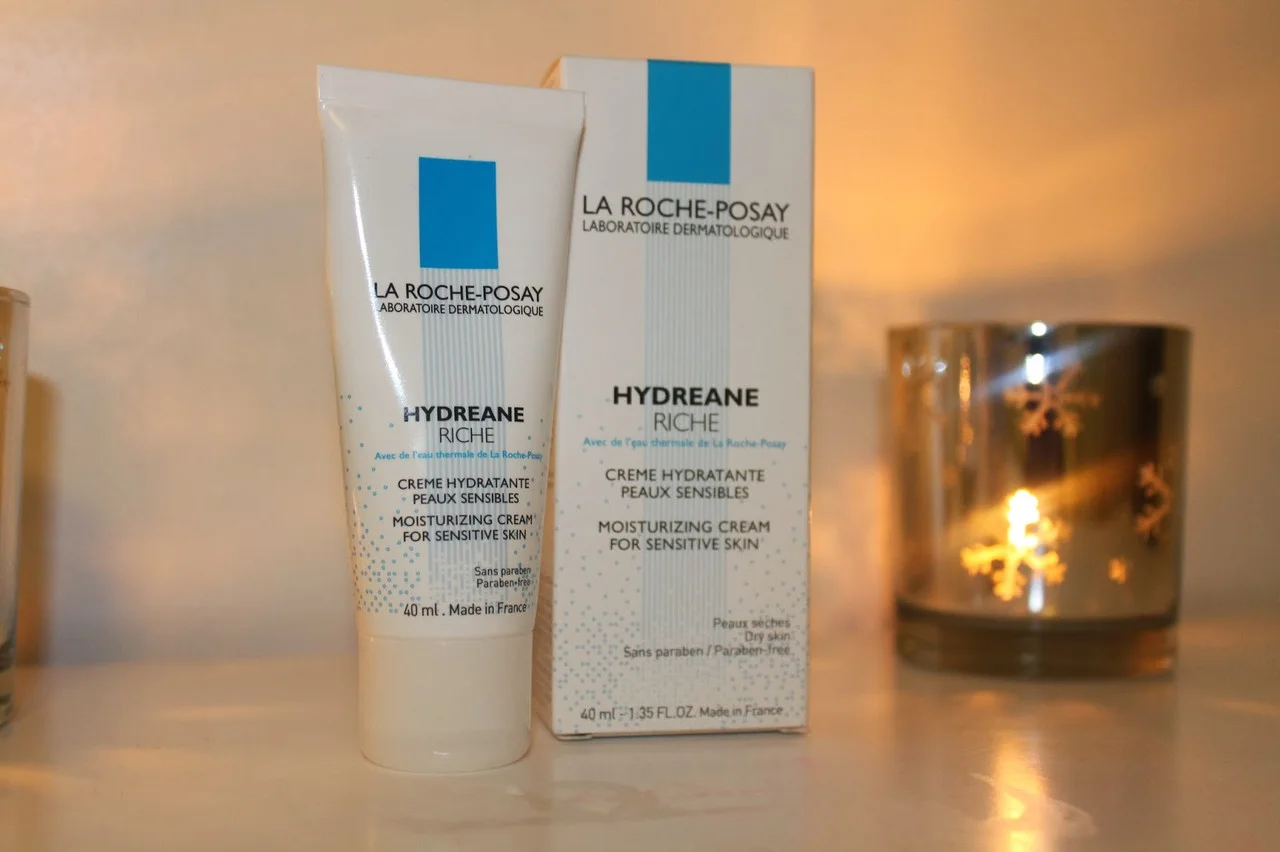 LA ROCHE-POSAY
LABORATOIRE DERMATOLOGIQUE
HYDREANE
RICHE
Avec de l'eau thermale de La Roche-Posay
CREME HYDRATANTE
PEAUX SENSIBLES
MOISTURIZING CREAM
FOR SENSITIVE SKIN
Sans paraben
Paraben-free
40 ml . Made in France
LA ROCHE-POSAY
LABORATOIRE DERMATOLOGIQUE
HYDREANE
RICHE
Avec de l'eau thermale de La Roche-Posay
CREME HYDRATANTE
PEAUX SENSIBLES
MOISTURIZING CREAM
FOR SENSITIVE SKIN
Peaux sèches
Dry skin
Sans paraben / Paraben-free
40 ml - 1.35 FL.OZ. Made in France